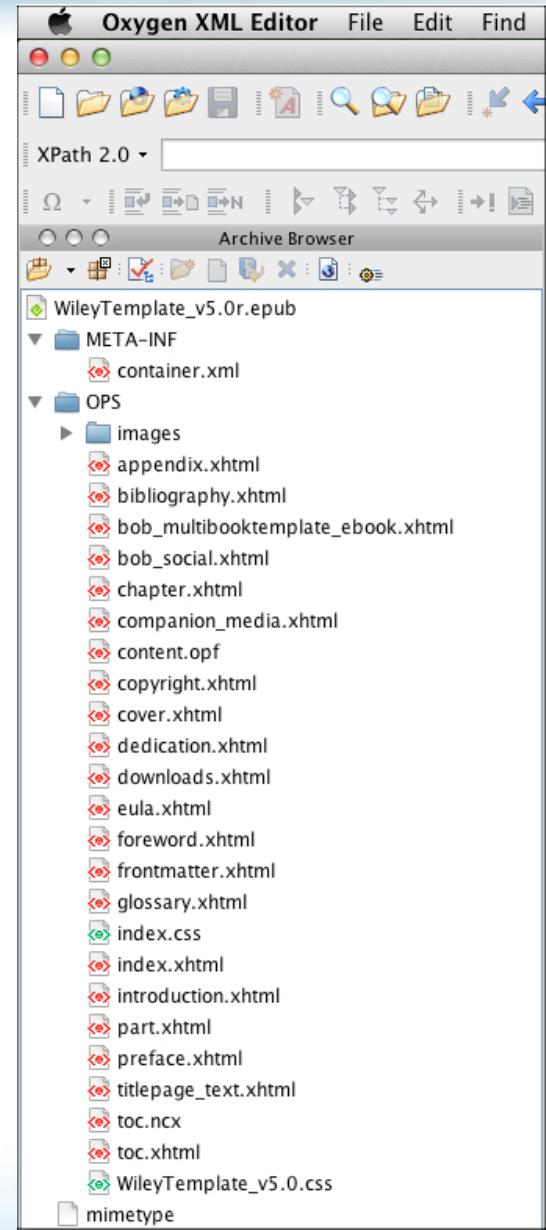 Oxygen XML Editor File Edit Find
XPath 2.0
Ω
Archive Browser
WileyTemplate_v5.0r.epub
META-INF
container.xml
OPS
images
appendix.xhtml
bibliography.xhtml
bob_multibooktemplate_ebook.xhtml
bob_social.xhtml
chapter.xhtml
companion_media.xhtml
content.opf
copyright.xhtml
cover.xhtml
dedication.xhtml
downloads.xhtml
eula.xhtml
foreword.xhtml
frontmatter.xhtml
glossary.xhtml
index.css
index.xhtml
introduction.xhtml
part.xhtml
preface.xhtml
titlepage_text.xhtml
toc.ncx
toc.xhtml
WileyTemplate_v5.0.css
mimetype